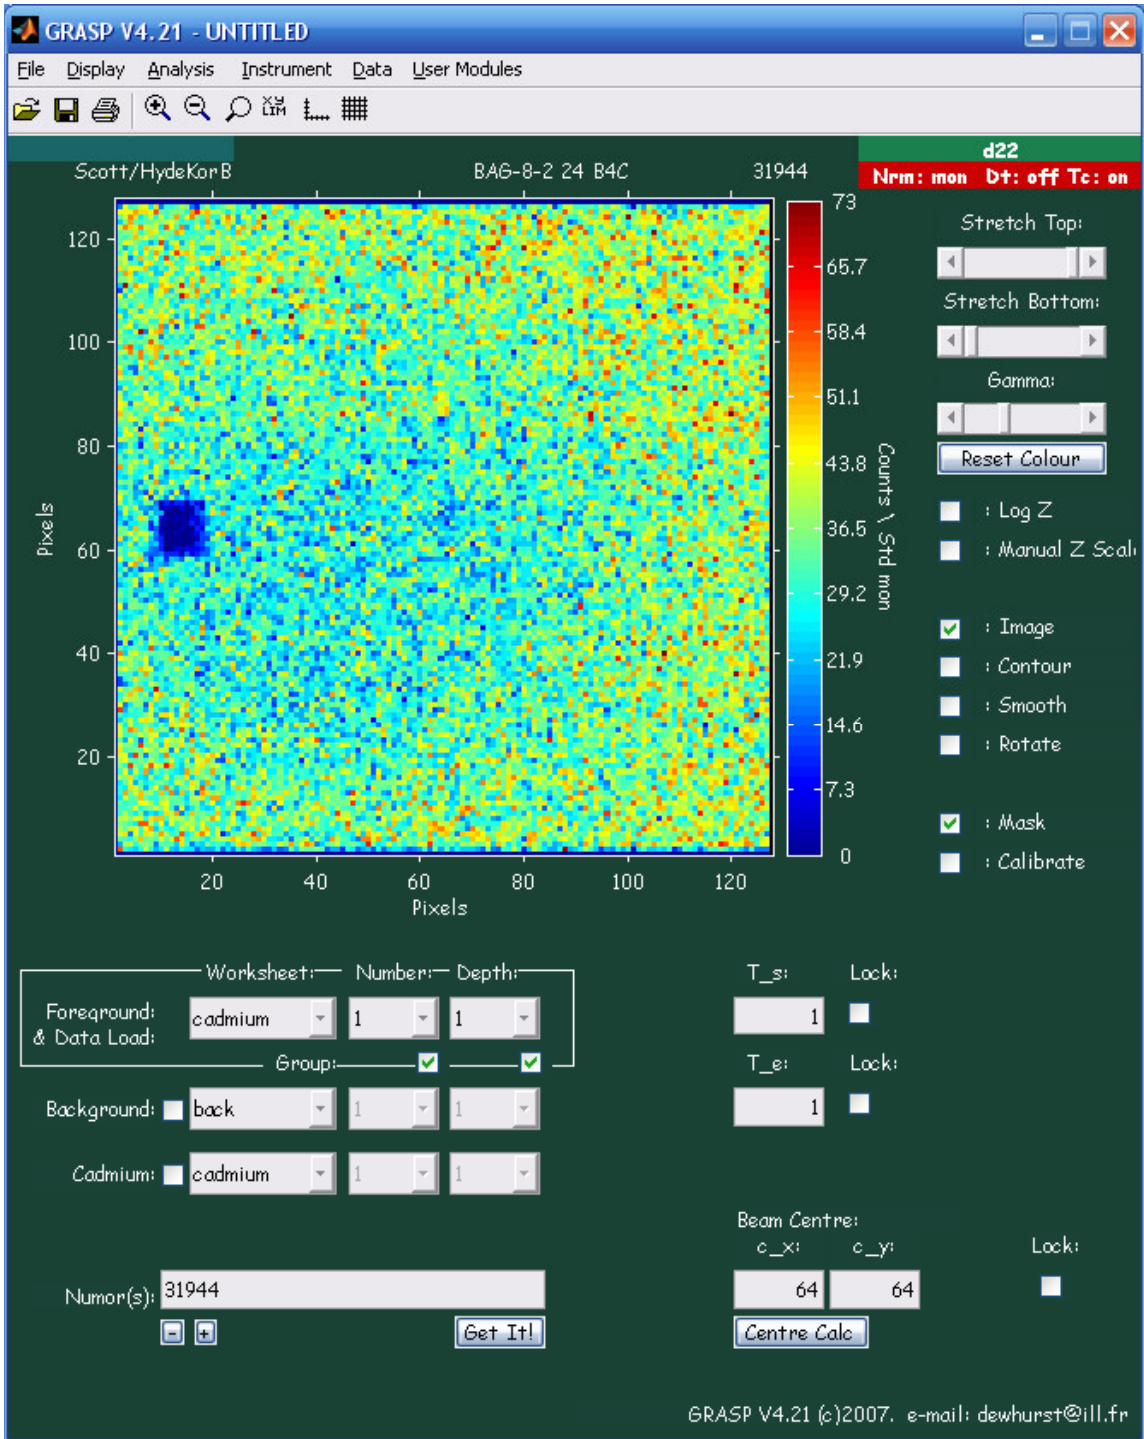 GRASP V4.21 - UNTITLED
File Display Analysis Instrument Data User Modules
XY LIM
d22
Scott/HydeKorB BAG-8-2 24 B4C 31944
Nrm: mon Dt: off Tc: on
73
65.7
58.4
51.1
43.8
36.5
29.2
21.9
14.6
7.3
0
Counts \ Std mon
120
100
80
60
40
20
Pixels
20 40 60 80 100 120
Pixels
Stretch Top:
Stretch Bottom:
Gamma:
Reset Colour
: Log Z
: Manual Z Scal
: Image
: Contour
: Smooth
: Rotate
: Mask
: Calibrate
Worksheet: Number: Depth:
Foreground:
& Data Load:
cadmium 1 1
Group:
Background: back 1 1
Cadmium: cadmium 1 1
T_s: Lock:
1
T_e: Lock:
1
Beam Centre:
c_x: c_y: Lock:
64 64
Centre Calc
Numor(s): 31944
- + Get It!
GRASP V4.21 (c)2007. e-mail: dewhurst@ill.fr